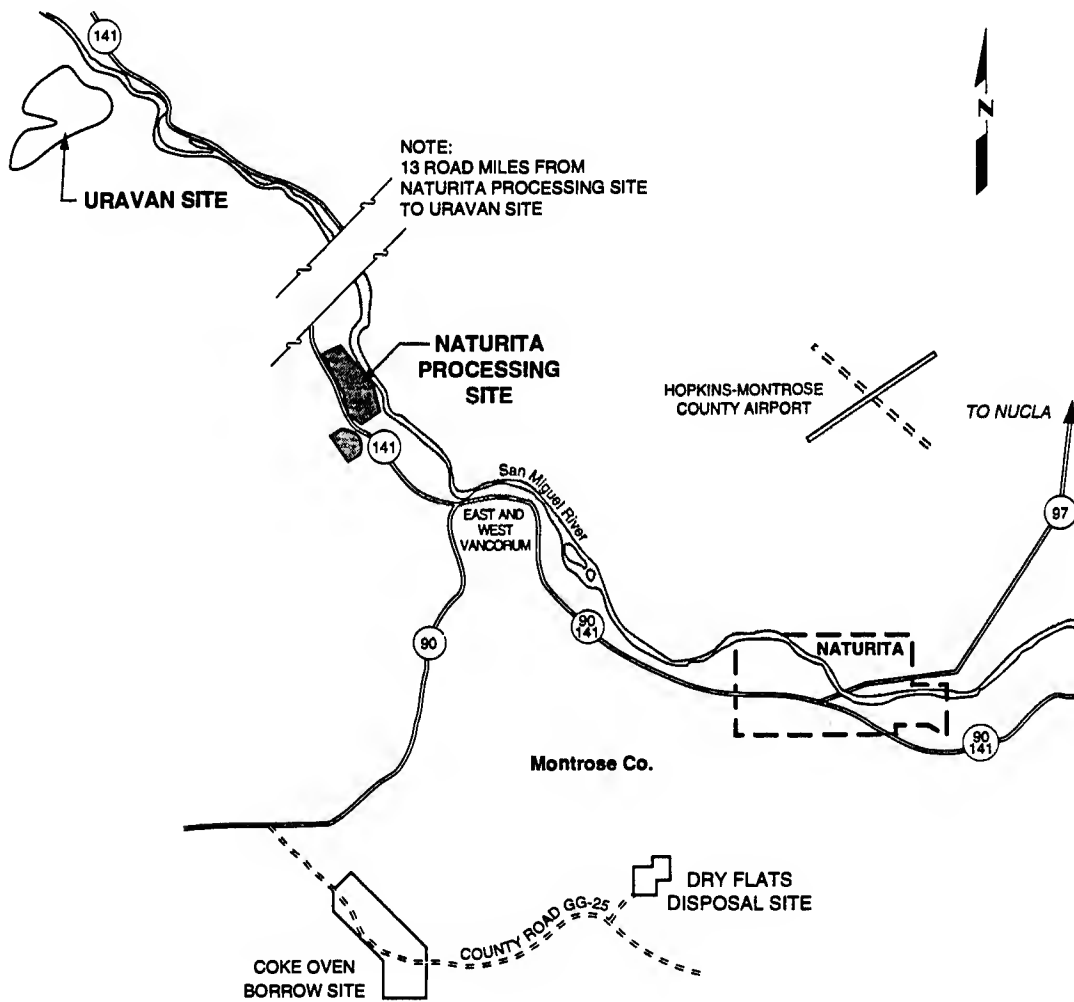 141
N
NOTE:
13 ROAD MILES FROM
NATURITA PROCESSING SITE
TO URAVAN SITE
URAVAN SITE
NATURITA
PROCESSING
SITE
HOPKINS-MONTROSE
COUNTY AIRPORT
TO NUCLA
141
San Miguel River
97
EAST AND
WEST
VANCORUM
90
141
90
NATURITA
90
141
Montrose Co.
DRY FLATS
DISPOSAL SITE
COUNTY ROAD GG-25
COKE OVEN
BORROW SITE